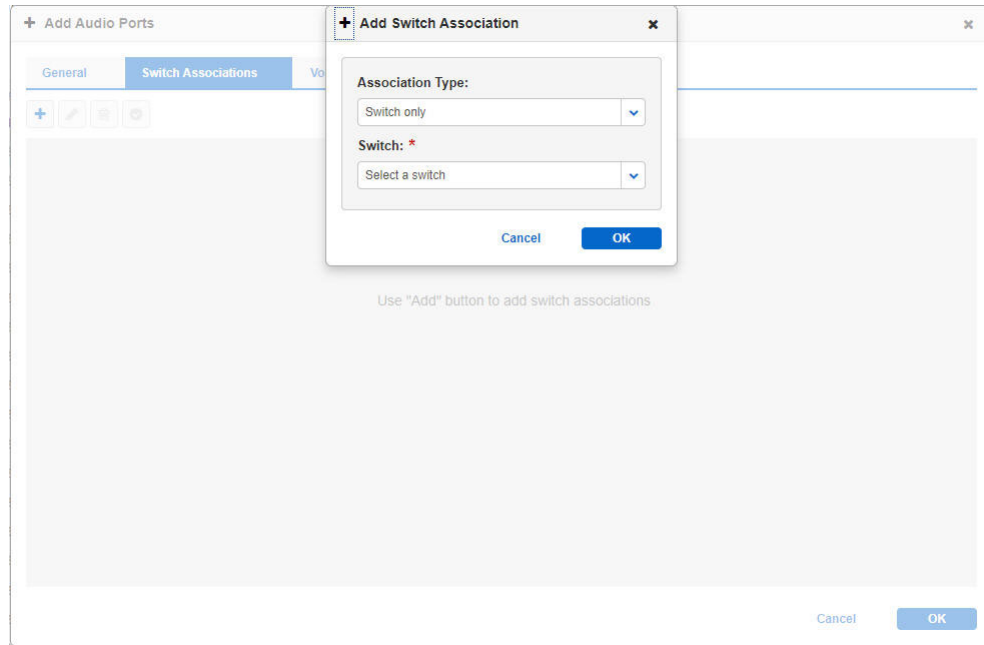 Add Audio Ports
Add Switch Association
General
Switch Associations
Vo
Association Type:
Switch only
Switch: *
Select a switch
Cancel
OK
Use "Add" button to add switch associations
Cancel
OK